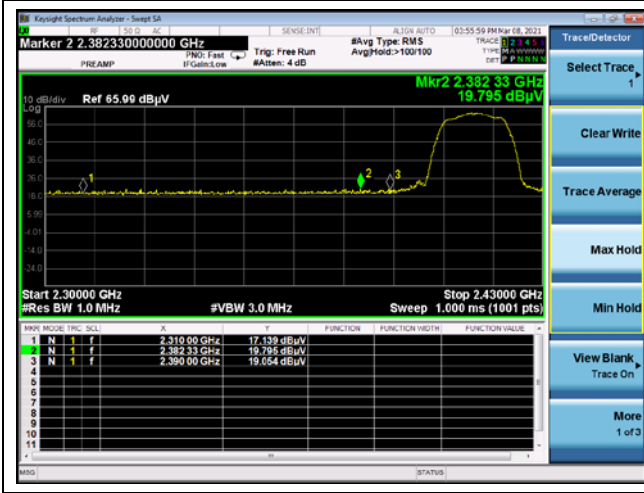 Keysight Spectrum Analyzer - Swept SA
RF 50 Ω AC SENSE:INT ALIGN AUTO 03:55:59 PM Mar 08, 2021
Marker 2 2.382330000000 GHz
PREAMP
PNO: Fast
IFGain:Low
Trig: Free Run
#Atten: 4 dB
#Avg Type: RMS
Avg|Hold:>100/100
TRACE 1 2 3 4 5 6
TYPE
DET P P N N N N
Trace/Detector
Select Trace
1
Clear Write
Trace Average
Max Hold
Min Hold
View Blank
Trace On
More
1 of 3
Mkr2 2.382 33 GHz
19.795 dBµV
10 dB/div Ref 65.99 dBµV
Log
56.0
46.0
36.0
26.0
16.0
5.99
-4.01
-14.0
-24.0
1
2
3
Start 2.30000 GHz Stop 2.43000 GHz
#Res BW 1.0 MHz #VBW 3.0 MHz Sweep 1.000 ms (1001 pts)
MKR MODE TRC SCL X Y FUNCTION FUNCTION WIDTH FUNCTION VALUE
1 N 1 f 2.310 00 GHz 17.139 dBµV
2 N 1 f 2.382 33 GHz 19.795 dBµV
3 N 1 f 2.390 00 GHz 19.054 dBµV
4
5
6
7
8
9
10
11
MSG STATUS